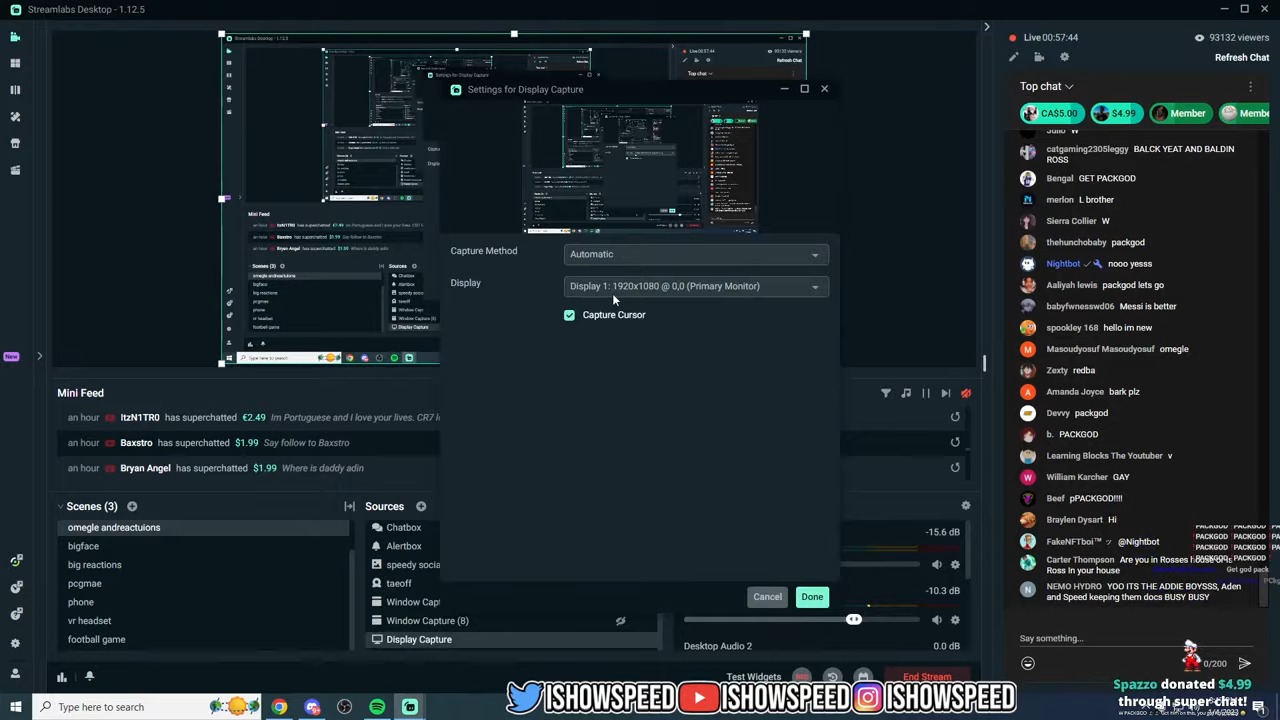 Streamlabs Desktop - 1.12.5
Live 00:57:44
93132 viewers
Refresh Chat
Top chat
CA$5.00
$4.99
Member
Memb
Settings for Display Capture
Capture Method
Automatic
Display
Display 1: 1920x1080 @ 0,0 (Primary Monitor)
Capture Cursor
Cancel
Done
New
Mini Feed
an hour ItzN1TR0 has superchatted €2.49 Im Portuguese and I love your lives. CR7 l
an hour Baxstro has superchatted $1.99 Say follow to Baxstro
an hour Bryan Angel has superchatted $1.99 Where is daddy adin
Scenes (3)
omegle andreactuions
bigface
big reactions
pcgmae
phone
vr headset
football game
Sources
Chatbox
Alertbox
speedy socia
taeoff
Window Capt
Window Capture (8)
Display Capture
-15.6 dB
-10.3 dB
Desktop Audio 2
0.0 dB
Test Widgets
REC
End Stream
Julio W
catgaming230Sleggy BALCK YEAT AND BALDIN ROSS
Bengal GET PACKGOD
merlon L brother
Sierra Collier W
thehunchobaby packgod
Nightbot nooo yesss
Aaliyah lewis packgod lets go
babyfwnesswd06 Messi is better
spookley 168 hello i'm new
Masoudyosuf Masoudyosuf omegle
Zexty redba
Amanda Joyce bark plz
Devvy packgod
b. PACKGOD
Learning Blocks The Youtuber v
William Karcher GAY
Beef pPACKGOD!!!!
Braylen Dysart Hi
FakeNFTboi™ @Nightbot
Carter Thompson Are you in Rosses House or is Ross in your house
Get god pack
NEMO HYDRO YOO ITS THE ADDIE BOYSSS, Aden and Speed keeping them docs BUSY BUSY
Say something...
0/200
Spazzo donated $4.99
through super chat!
Type here to search
ISHOWSPEED ISHOWSPEED ISHOWSPEED